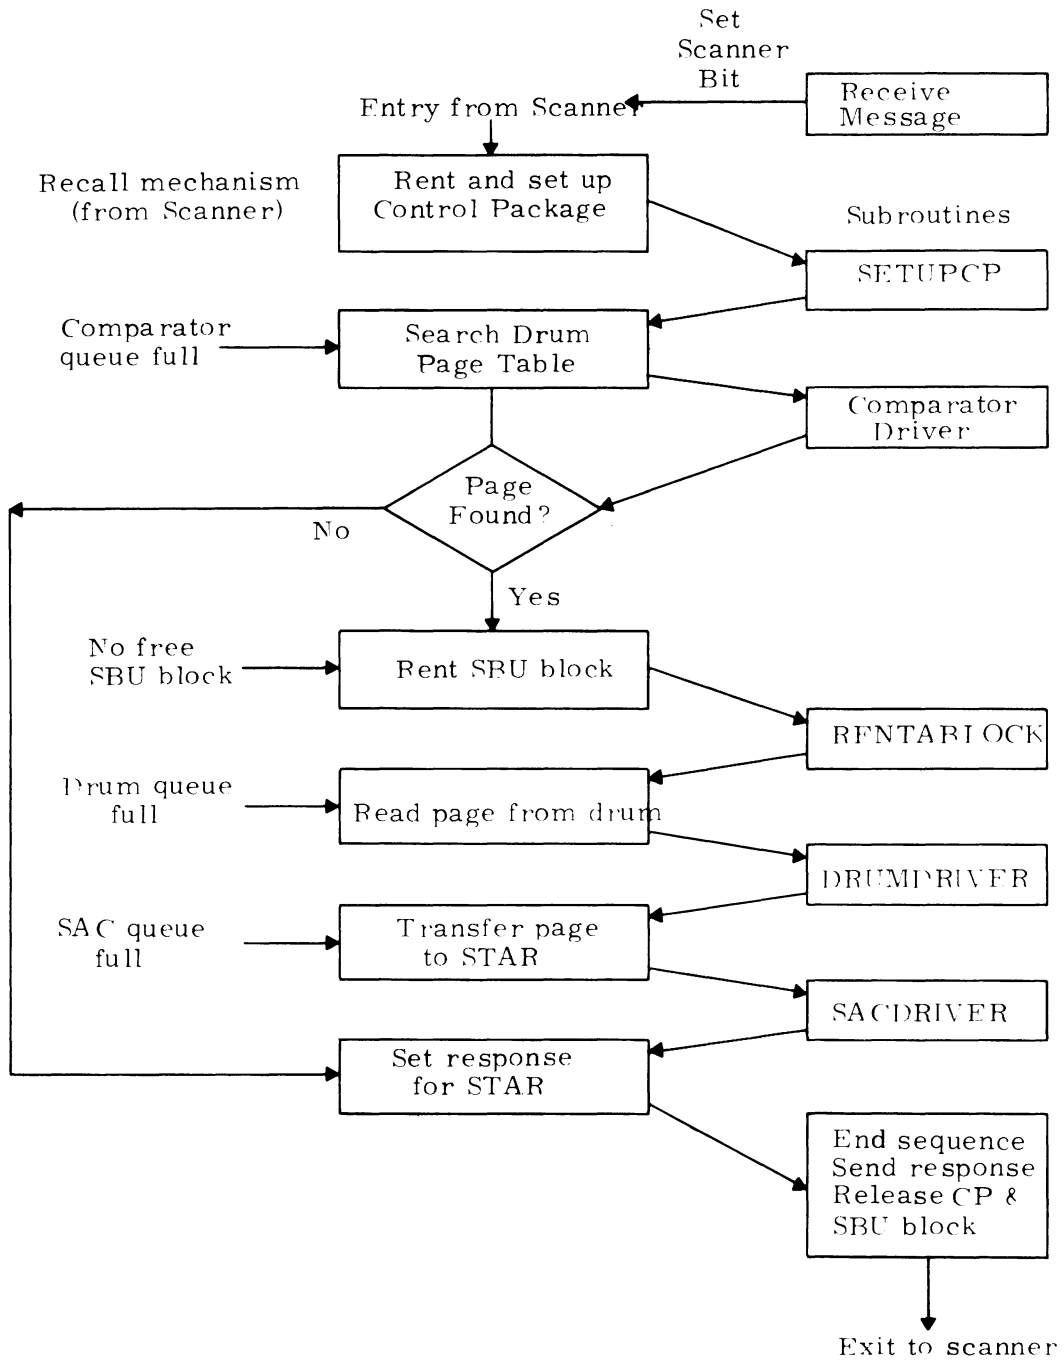 Set
Scanner
Bit
Receive
Message
Entry from Scanner
Recall mechanism
(from Scanner)
Rent and set up
Control Package
Subroutines
SETUPCP
Comparator
queue full
Search Drum
Page Table
Comparator
Driver
Page
Found?
No
Yes
No free
SBU block
Rent SBU block
RENTABLOCK
Drum queue
full
Read page from drum
DRUMDRIVER
SAC queue
full
Transfer page
to STAR
SACDRIVER
Set response
for STAR
End sequence
Send response
Release CP &
SBU block
Exit to scanner